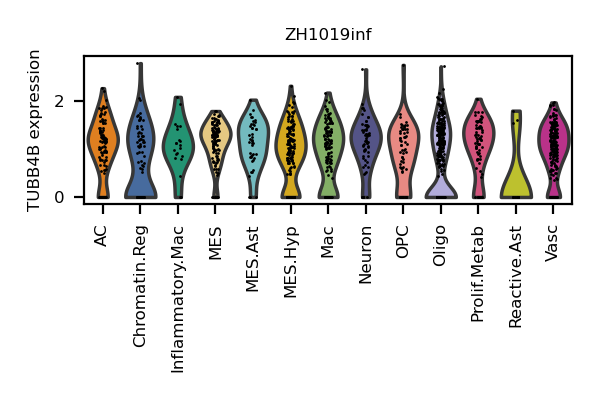 ZH1019inf
TUBB4B expression
2
0
AC
Chromatin.Reg
Inflammatory.Mac
MES
MES.Ast
MES.Hyp
Mac
Neuron
OPC
Oligo
Prolif.Metab
Reactive.Ast
Vasc